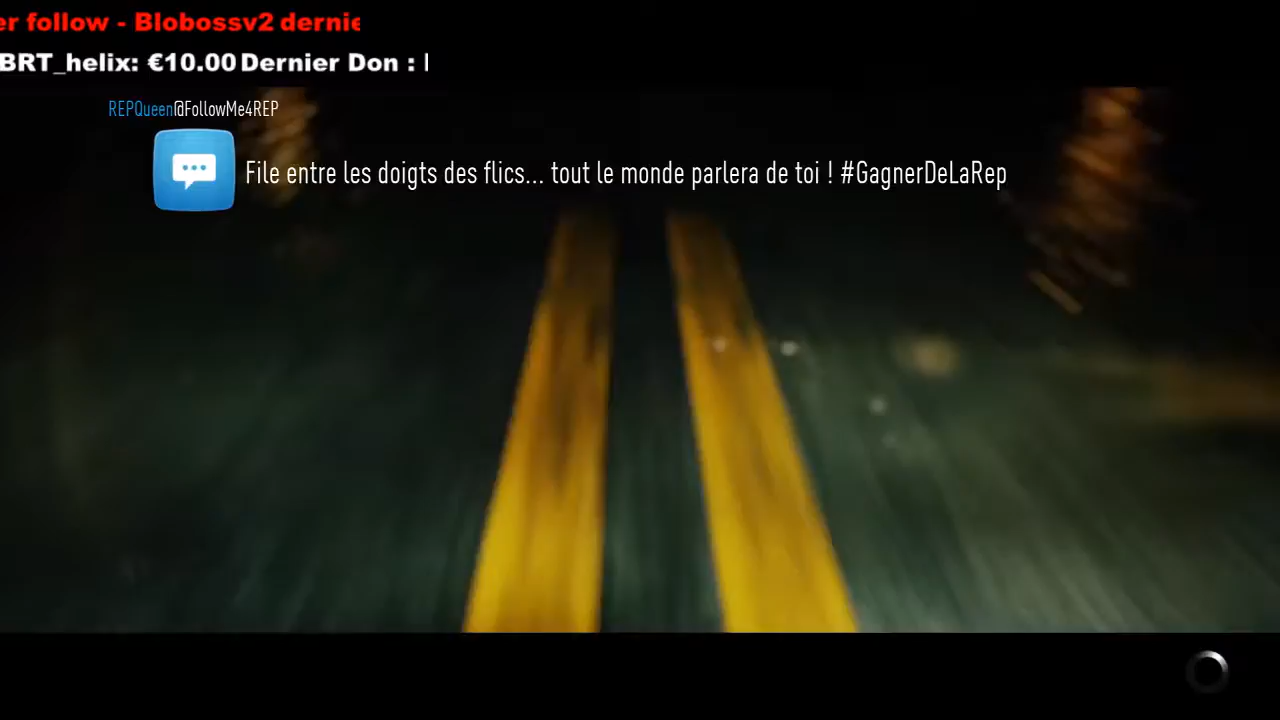 er follow - Blobossv2 dernie
BRT_helix: €10.00 Dernier Don :
REPQueen@FollowMe4REP
File entre les doigts des flics... tout le monde parlera de toi ! #GagnerDeLaRep